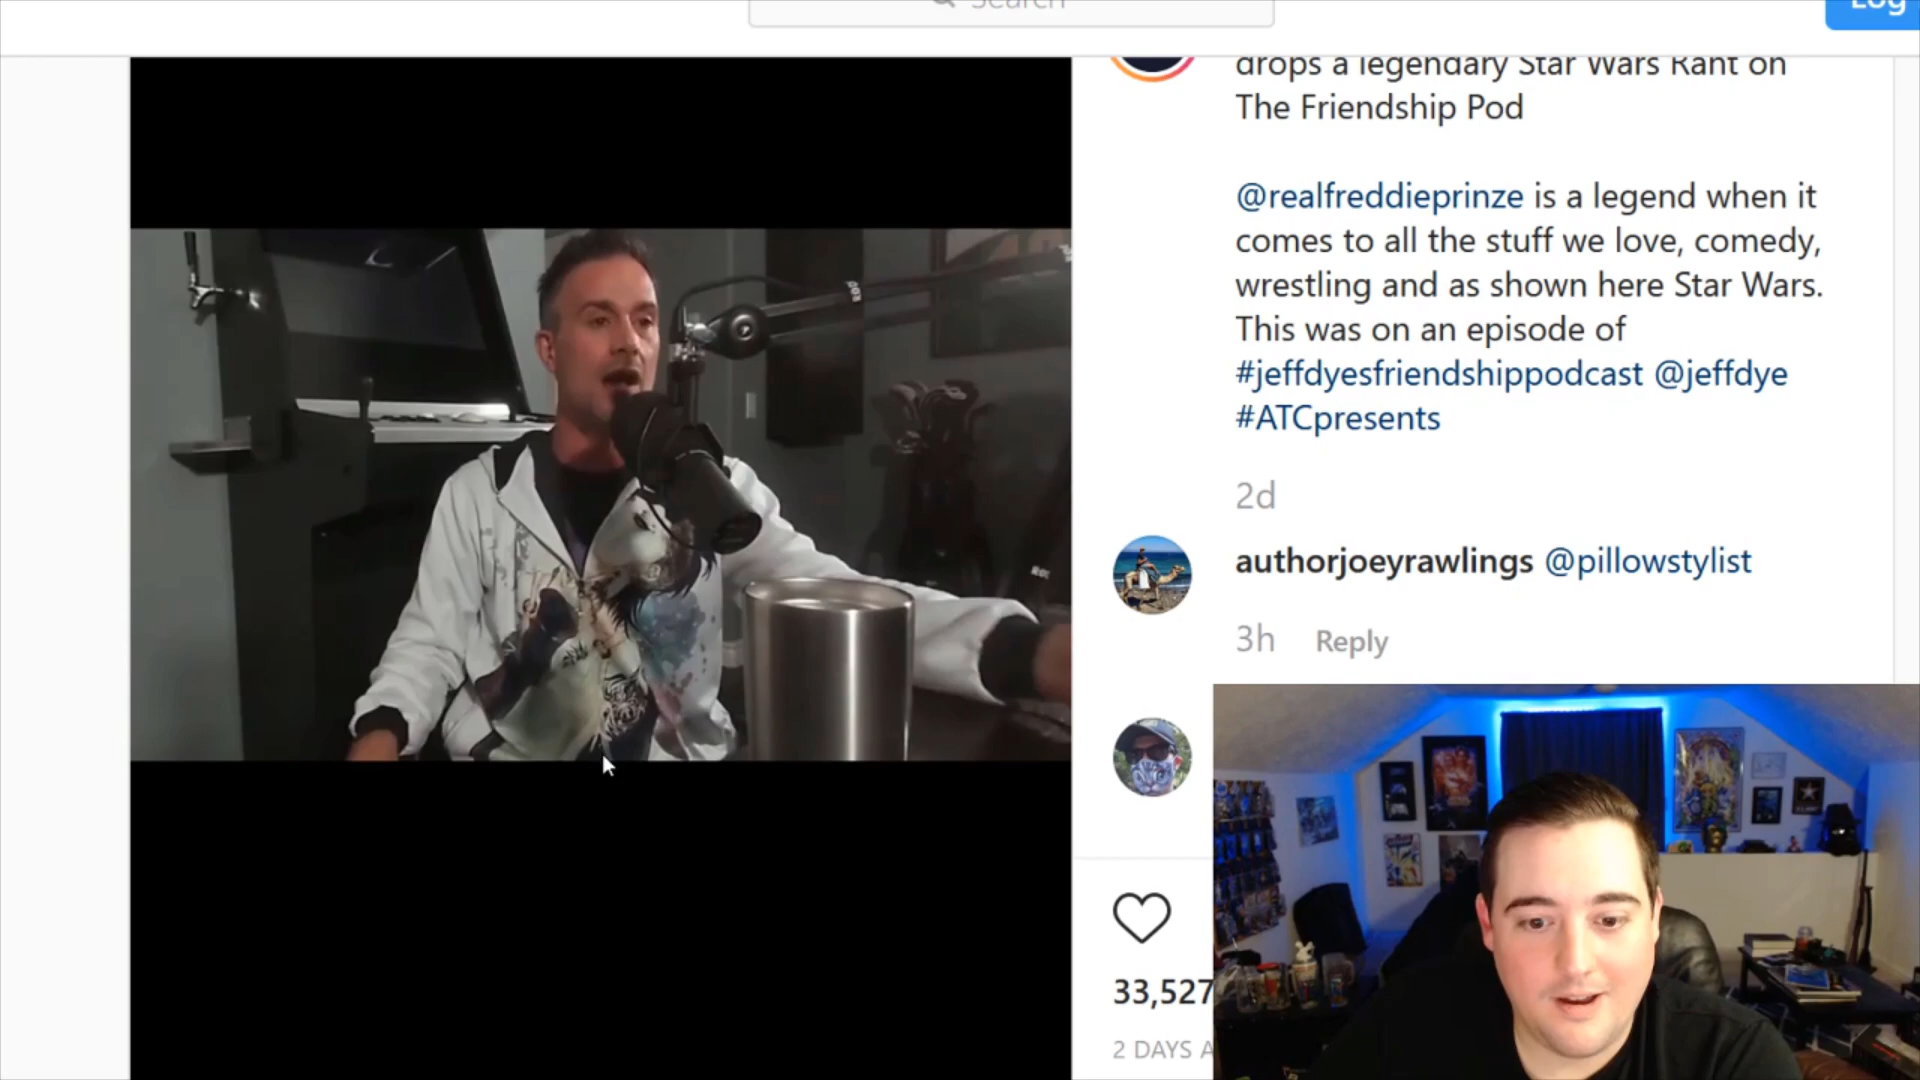 Search
Log
drops a legendary Star Wars Rant on
The Friendship Pod
@realfreddieprinze is a legend when it
comes to all the stuff we love, comedy,
wrestling and as shown here Star Wars.
This was on an episode of
#jeffdyesfriendshippodcast @jeffdye
#ATCpresents
2d
authorjoeyrawlings @pillowstylist
3h Reply
33,527
2 DAYS A